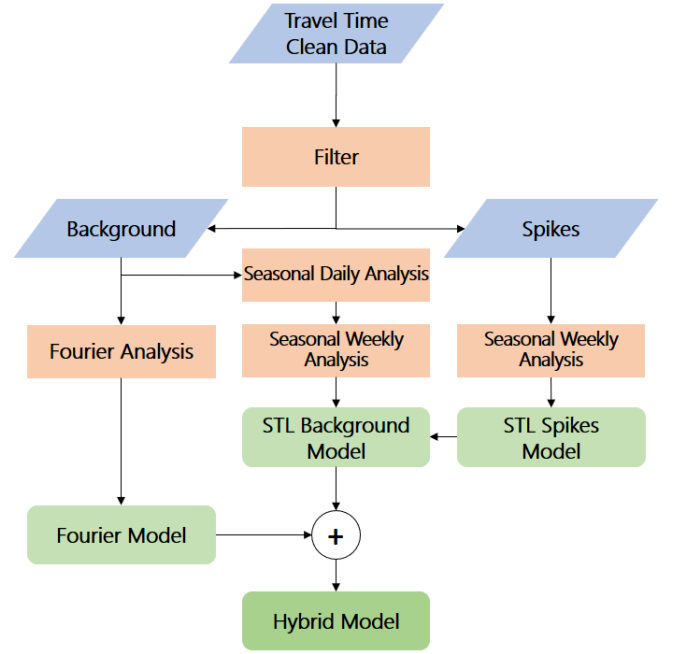 Travel Time
Clean Data
Filter
Background
Spikes
Seasonal Daily Analysis
Fourier Analysis
Seasonal Weekly
Analysis
Seasonal Weekly
Analysis
STL Background
Model
STL Spikes
Model
Fourier Model
+
Hybrid Model